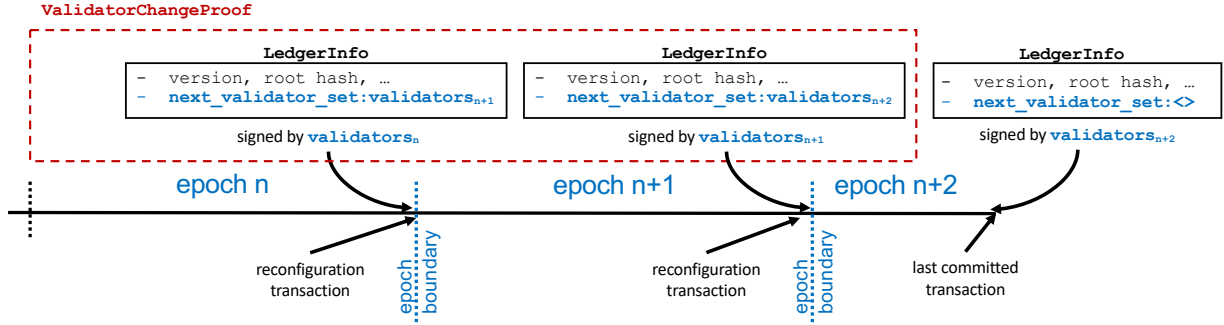 ValidatorChangeProof
LedgerInfo
- version, root hash, …
- next_validator_set:validatorsₙ₊₁
signed by validatorsₙ
LedgerInfo
- version, root hash, …
- next_validator_set:validatorsₙ₊₂
signed by validatorsₙ₊₁
LedgerInfo
- version, root hash, …
- next_validator_set:<>
signed by validatorsₙ₊₂
epoch n
epoch n+1
epoch n+2
reconfiguration
transaction
epoch
boundary
reconfiguration
transaction
epoch
boundary
last committed
transaction